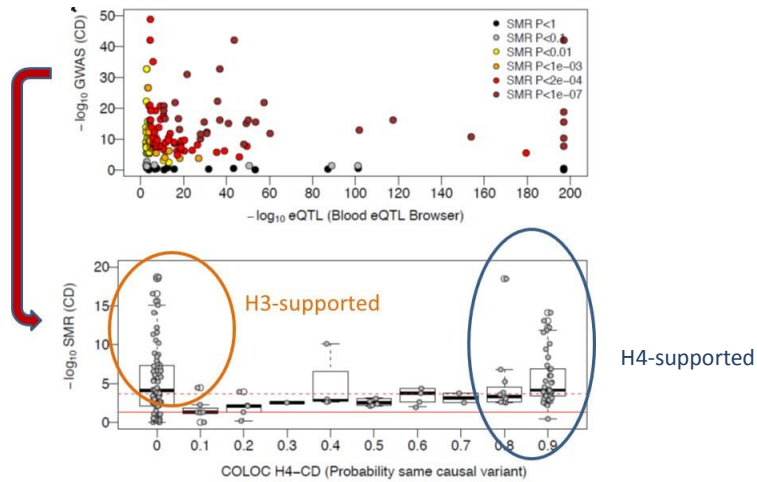 50
40
30
20
10
0
−log10 GWAS (CD)
SMR P<1
SMR P<0.1
SMR P<0.01
SMR P<1e−03
SMR P<2e−04
SMR P<1e−07
0 20 40 60 80 100 120 140 160 180 200
−log10 eQTL (Blood eQTL Browser)
20
15
10
5
0
−log10 SMR (CD)
H3-supported
H4-supported
0 0.1 0.2 0.3 0.4 0.5 0.6 0.7 0.8 0.9
COLOC H4−CD (Probability same causal variant)